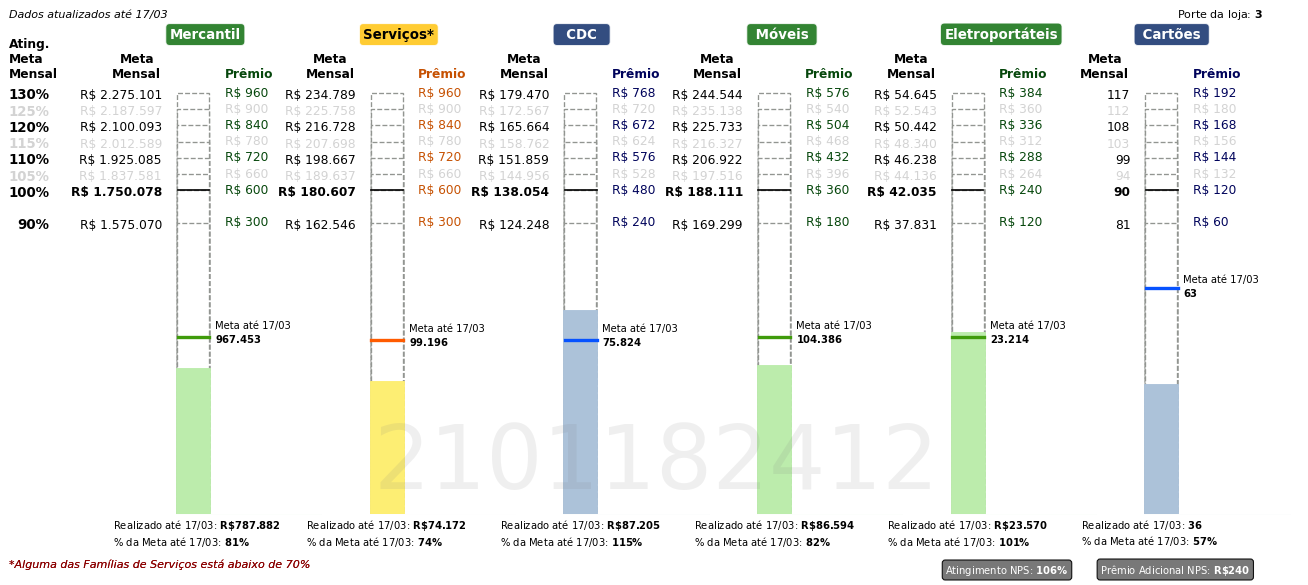 Dados atualizados até 17/03
Porte da loja: 3
Mercantil Serviços* CDC Móveis Eletroportáteis Cartões
Ating. Meta Mensal
Meta Mensal Prêmio Meta Mensal Prêmio Meta Mensal Prêmio Meta Mensal Prêmio Meta Mensal Prêmio Meta Mensal Prêmio
130% R$ 2.275.101 R$ 960 R$ 234.789 R$ 960 R$ 179.470 R$ 768 R$ 244.544 R$ 576 R$ 54.645 R$ 384 117 R$ 192
125% R$ 2.187.597 R$ 900 R$ 225.758 R$ 900 R$ 172.567 R$ 720 R$ 235.138 R$ 540 R$ 52.543 R$ 360 112 R$ 180
120% R$ 2.100.093 R$ 840 R$ 216.728 R$ 840 R$ 165.664 R$ 672 R$ 225.733 R$ 504 R$ 50.442 R$ 336 108 R$ 168
115% R$ 2.012.589 R$ 780 R$ 207.698 R$ 780 R$ 158.762 R$ 624 R$ 216.327 R$ 468 R$ 48.340 R$ 312 103 R$ 156
110% R$ 1.925.085 R$ 720 R$ 198.667 R$ 720 R$ 151.859 R$ 576 R$ 206.922 R$ 432 R$ 46.238 R$ 288 99 R$ 144
105% R$ 1.837.581 R$ 660 R$ 189.637 R$ 660 R$ 144.956 R$ 528 R$ 197.516 R$ 396 R$ 44.136 R$ 264 94 R$ 132
100% R$ 1.750.078 R$ 600 R$ 180.607 R$ 600 R$ 138.054 R$ 480 R$ 188.111 R$ 360 R$ 42.035 R$ 240 90 R$ 120
90% R$ 1.575.070 R$ 300 R$ 162.546 R$ 300 R$ 124.248 R$ 240 R$ 169.299 R$ 180 R$ 37.831 R$ 120 81 R$ 60
Meta até 17/03
63
Meta até 17/03 Meta até 17/03 Meta até 17/03 Meta até 17/03 Meta até 17/03
967.453 99.196 75.824 104.386 23.214
2101182412
Realizado até 17/03: R$787.882 Realizado até 17/03: R$74.172 Realizado até 17/03: R$87.205 Realizado até 17/03: R$86.594 Realizado até 17/03: R$23.570 Realizado até 17/03: 36
% da Meta até 17/03: 81% % da Meta até 17/03: 74% % da Meta até 17/03: 115% % da Meta até 17/03: 82% % da Meta até 17/03: 101% % da Meta até 17/03: 57%
*Alguma das Famílias de Serviços está abaixo de 70%
Atingimento NPS: 106% Prêmio Adicional NPS: R$240